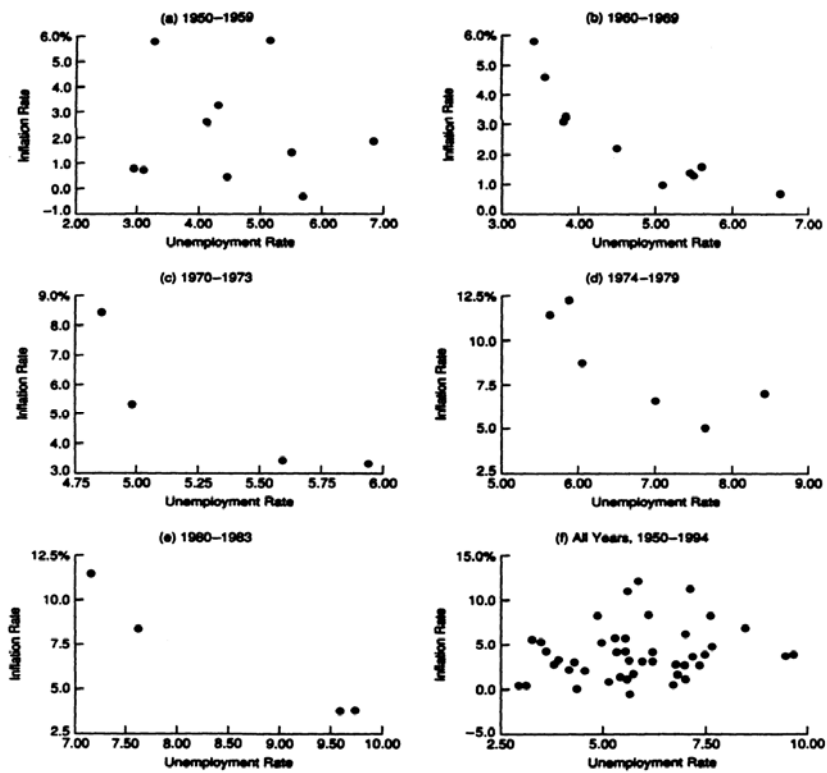 (a) 1950–1959
Inflation Rate
6.0%
5.0
4.0
3.0
2.0
1.0
0.0
−1.0
2.00 3.00 4.00 5.00 6.00 7.00
Unemployment Rate
(b) 1960–1969
Inflation Rate
6.0%
5.0
4.0
3.0
2.0
1.0
0.0
3.00 4.00 5.00 6.00 7.00
Unemployment Rate
(c) 1970–1973
Inflation Rate
9.0%
8.0
7.0
6.0
5.0
4.0
3.0
4.75 5.00 5.25 5.50 5.75 6.00
Unemployment Rate
(d) 1974–1979
Inflation Rate
12.5%
10.0
7.5
5.0
2.5
5.00 6.00 7.00 8.00 9.00
Unemployment Rate
(e) 1980–1983
Inflation Rate
12.5%
10.0
7.5
5.0
2.5
7.00 7.50 8.00 8.50 9.00 9.50 10.00
Unemployment Rate
(f) All Years, 1950–1994
Inflation Rate
15.0%
10.0
5.0
0.0
−5.0
2.50 5.00 7.50 10.00
Unemployment Rate